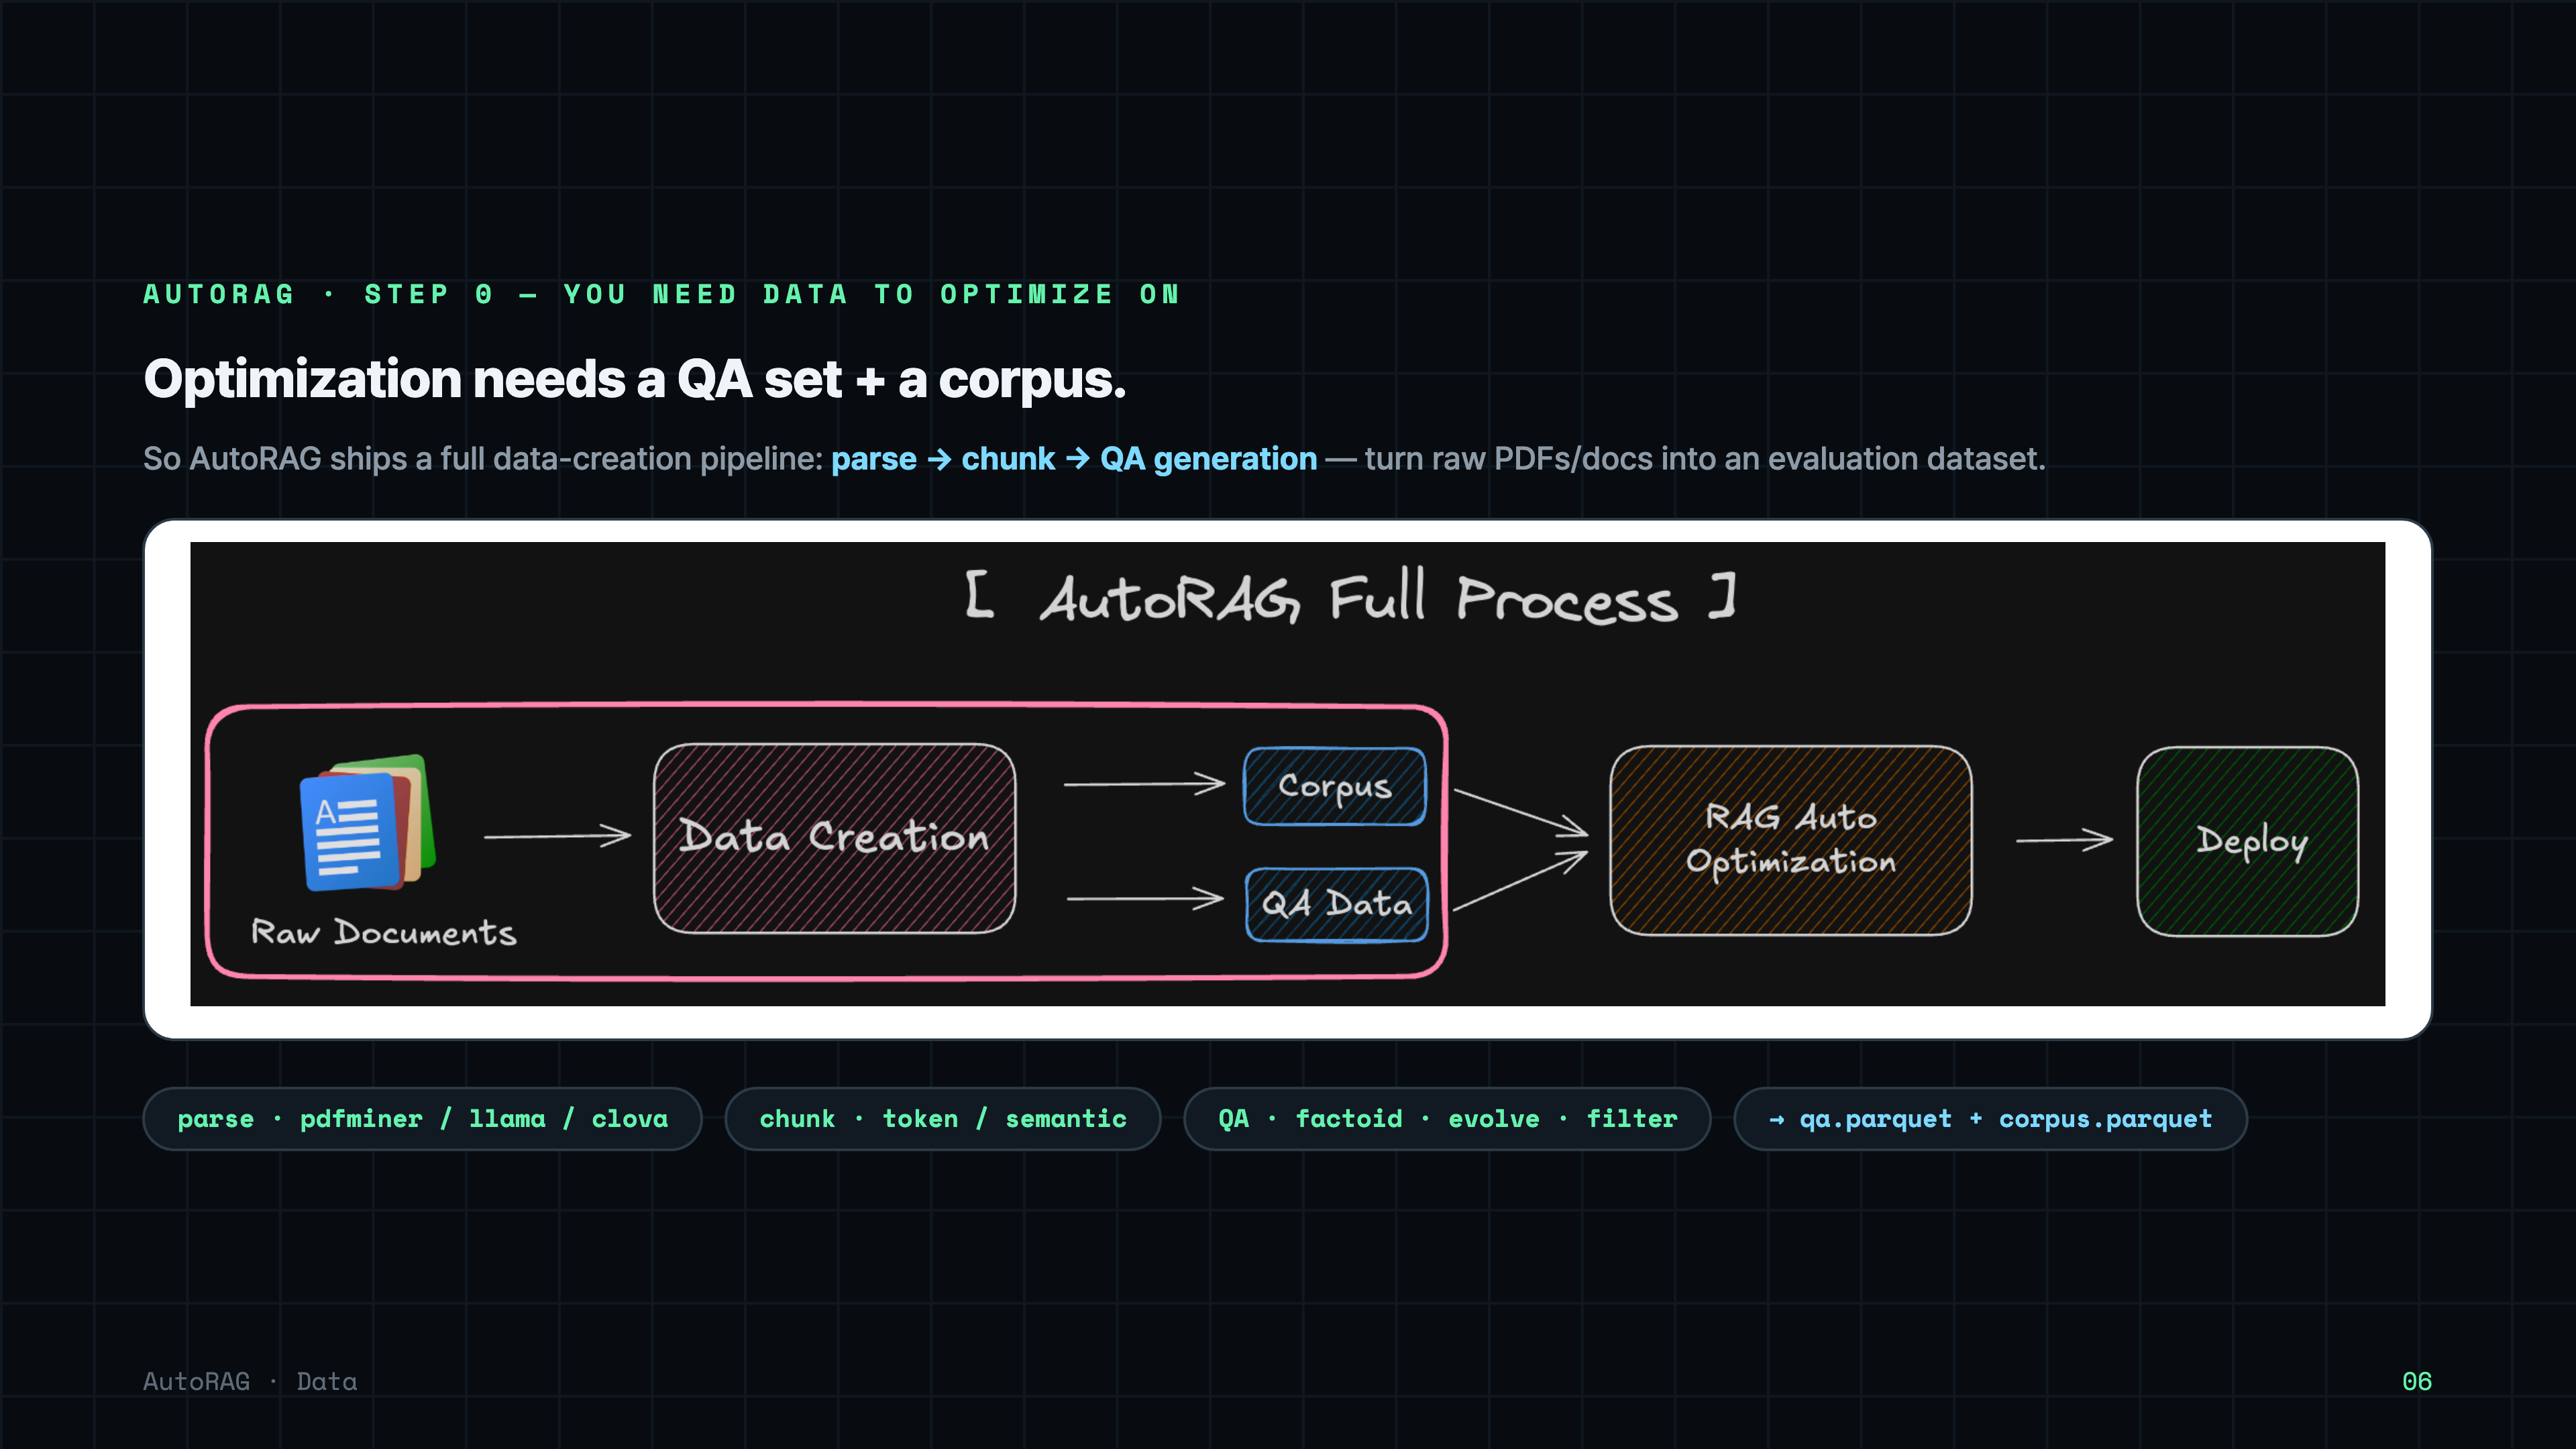 AUTORAG · STEP 0 — YOU NEED DATA TO OPTIMIZE ON
Optimization needs a QA set + a corpus.
So AutoRAG ships a full data-creation pipeline: parse → chunk → QA generation — turn raw PDFs/docs into an evaluation dataset.
[ AutoRAG Full Process ]
A
Raw Documents
Data Creation
Corpus
QA Data
RAG Auto
Optimization
Deploy
parse · pdfminer / llama / clova
chunk · token / semantic
QA · factoid · evolve · filter
→ qa.parquet + corpus.parquet
AutoRAG · Data
06